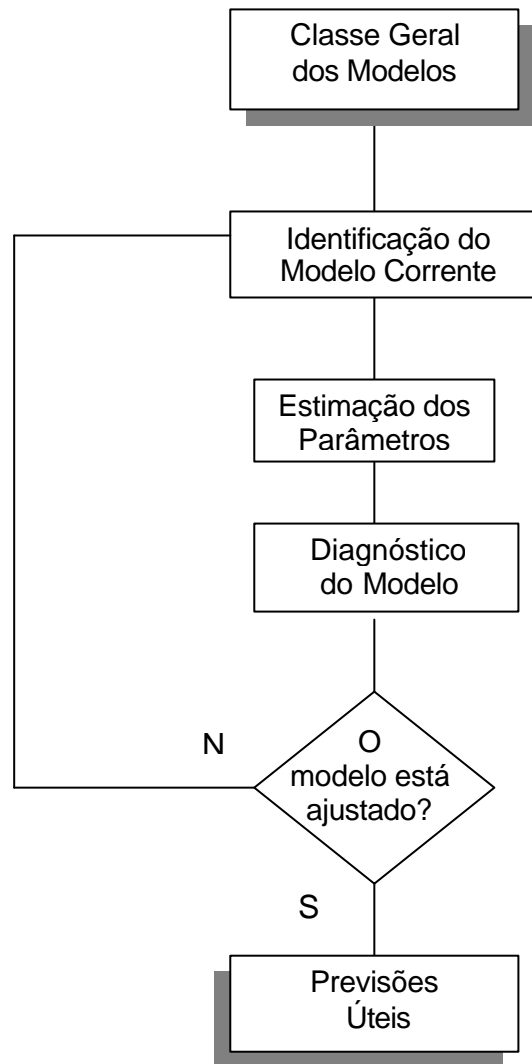 Classe Geral
dos Modelos
Identificação do
Modelo Corrente
Estimação dos
Parâmetros
Diagnóstico
do Modelo
N
O
modelo está
ajustado?
S
Previsões
Úteis